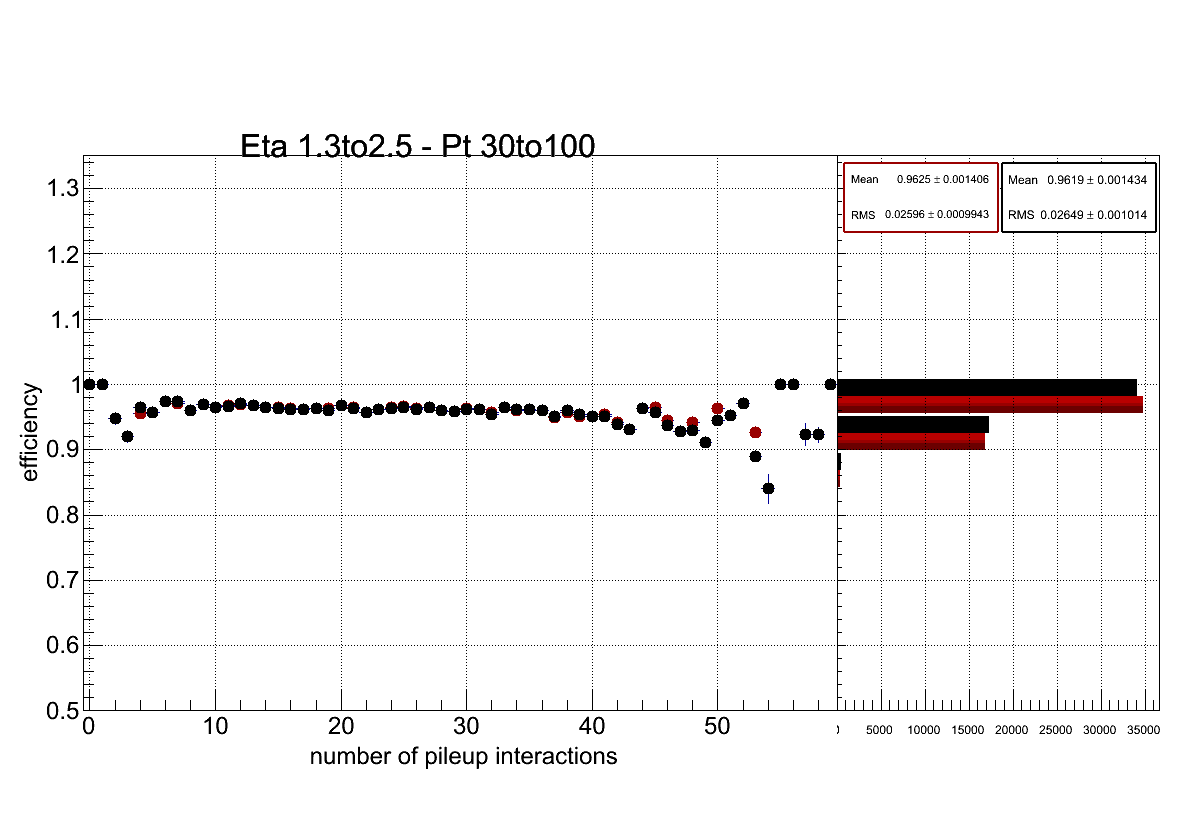 Eta 1.3to2.5 - Pt 30to100
1.3
1.2
1.1
1
0.9
0.8
0.7
0.6
0.5
efficiency
0 10 20 30 40 50
number of pileup interactions
Mean 0.9625 ± 0.001406
RMS 0.02596 ± 0.0009943
Mean 0.9619 ± 0.001434
RMS 0.02649 ± 0.001014
5000 10000 15000 20000 25000 30000 35000